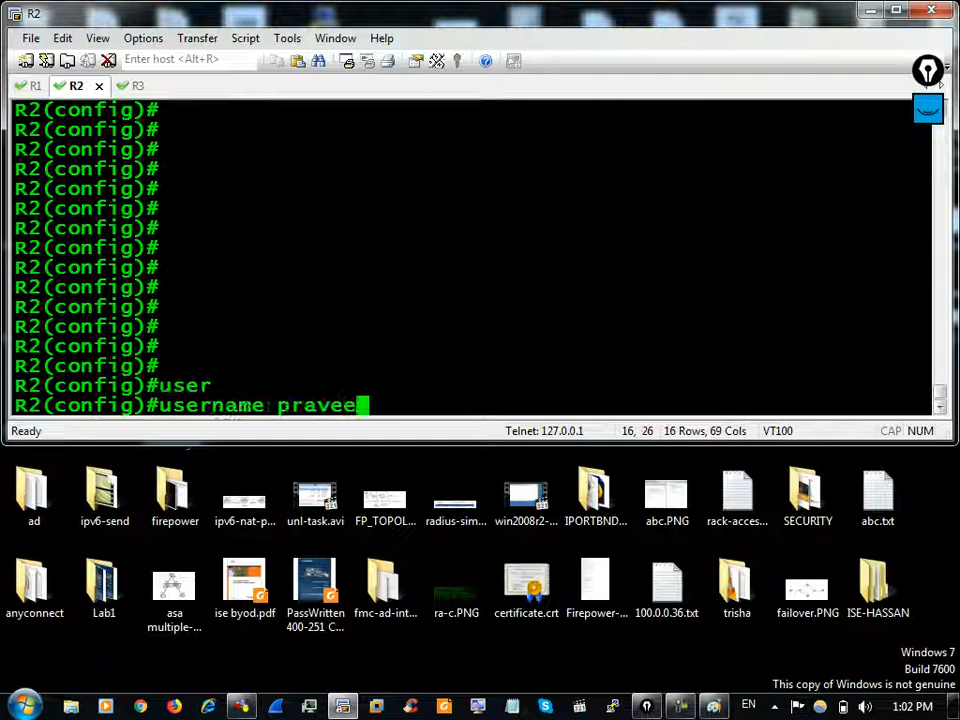 R2
File Edit View Options Transfer Script Tools Window Help
Enter host <Alt+R>
R1 R2 R3
R2(config)#
R2(config)#
R2(config)#
R2(config)#
R2(config)#
R2(config)#
R2(config)#
R2(config)#
R2(config)#
R2(config)#
R2(config)#
R2(config)#
R2(config)#
R2(config)#
R2(config)#user
R2(config)#username pravee
Ready Telnet: 127.0.0.1 16, 26 16 Rows, 69 Cols VT100 CAP NUM
ad ipv6-send firepower ipv6-nat-p... unl-task.avi FP_TOPOL... radius-sim... win2008r2-... IPORTBND... abc.PNG rack-acces... SECURITY abc.txt
anyconnect Lab1 asa multiple-... ise byod.pdf PassWritten 400-251 C... fmc-ad-int... ra-c.PNG certificate.crt Firepower-... 100.0.0.36.txt trisha failover.PNG ISE-HASSAN
Windows 7
Build 7600
This copy of Windows is not genuine
EN 1:02 PM